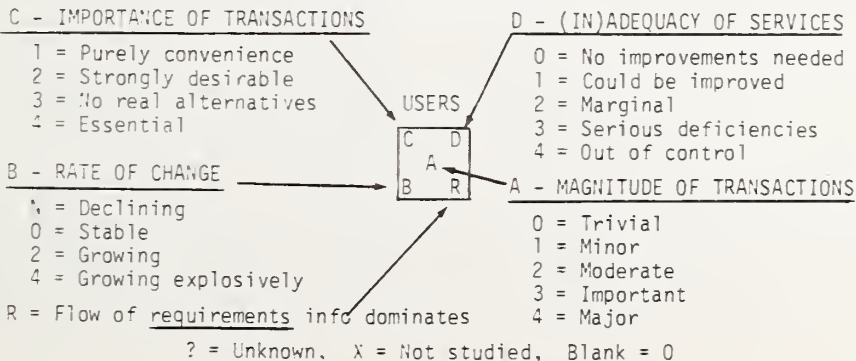 C - IMPORTANCE OF TRANSACTIONS
1 = Purely convenience
2 = Strongly desirable
3 = No real alternatives
4 = Essential
B - RATE OF CHANGE
= Declining
0 = Stable
2 = Growing
4 = Growing explosively
R = Flow of requirements info dominates
USERS
C D
A
B R
D - (IN)ADEQUACY OF SERVICES
0 = No improvements needed
1 = Could be improved
2 = Marginal
3 = Serious deficiencies
4 = Out of control
A - MAGNITUDE OF TRANSACTIONS
0 = Trivial
1 = Minor
2 = Moderate
3 = Important
4 = Major
? = Unknown, X = Not studied, Blank = 0